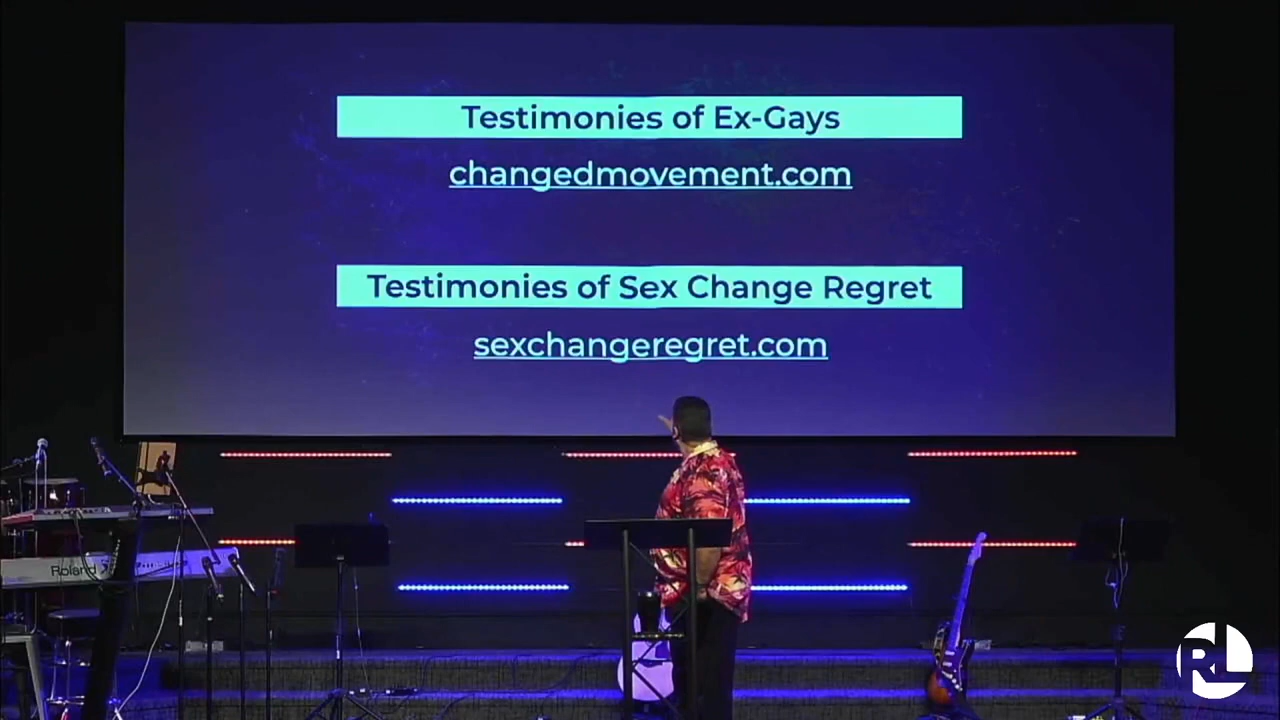 Testimonies of Ex-Gays
changedmovement.com
Testimonies of Sex Change Regret
sexchangeregret.com
Roland
RL